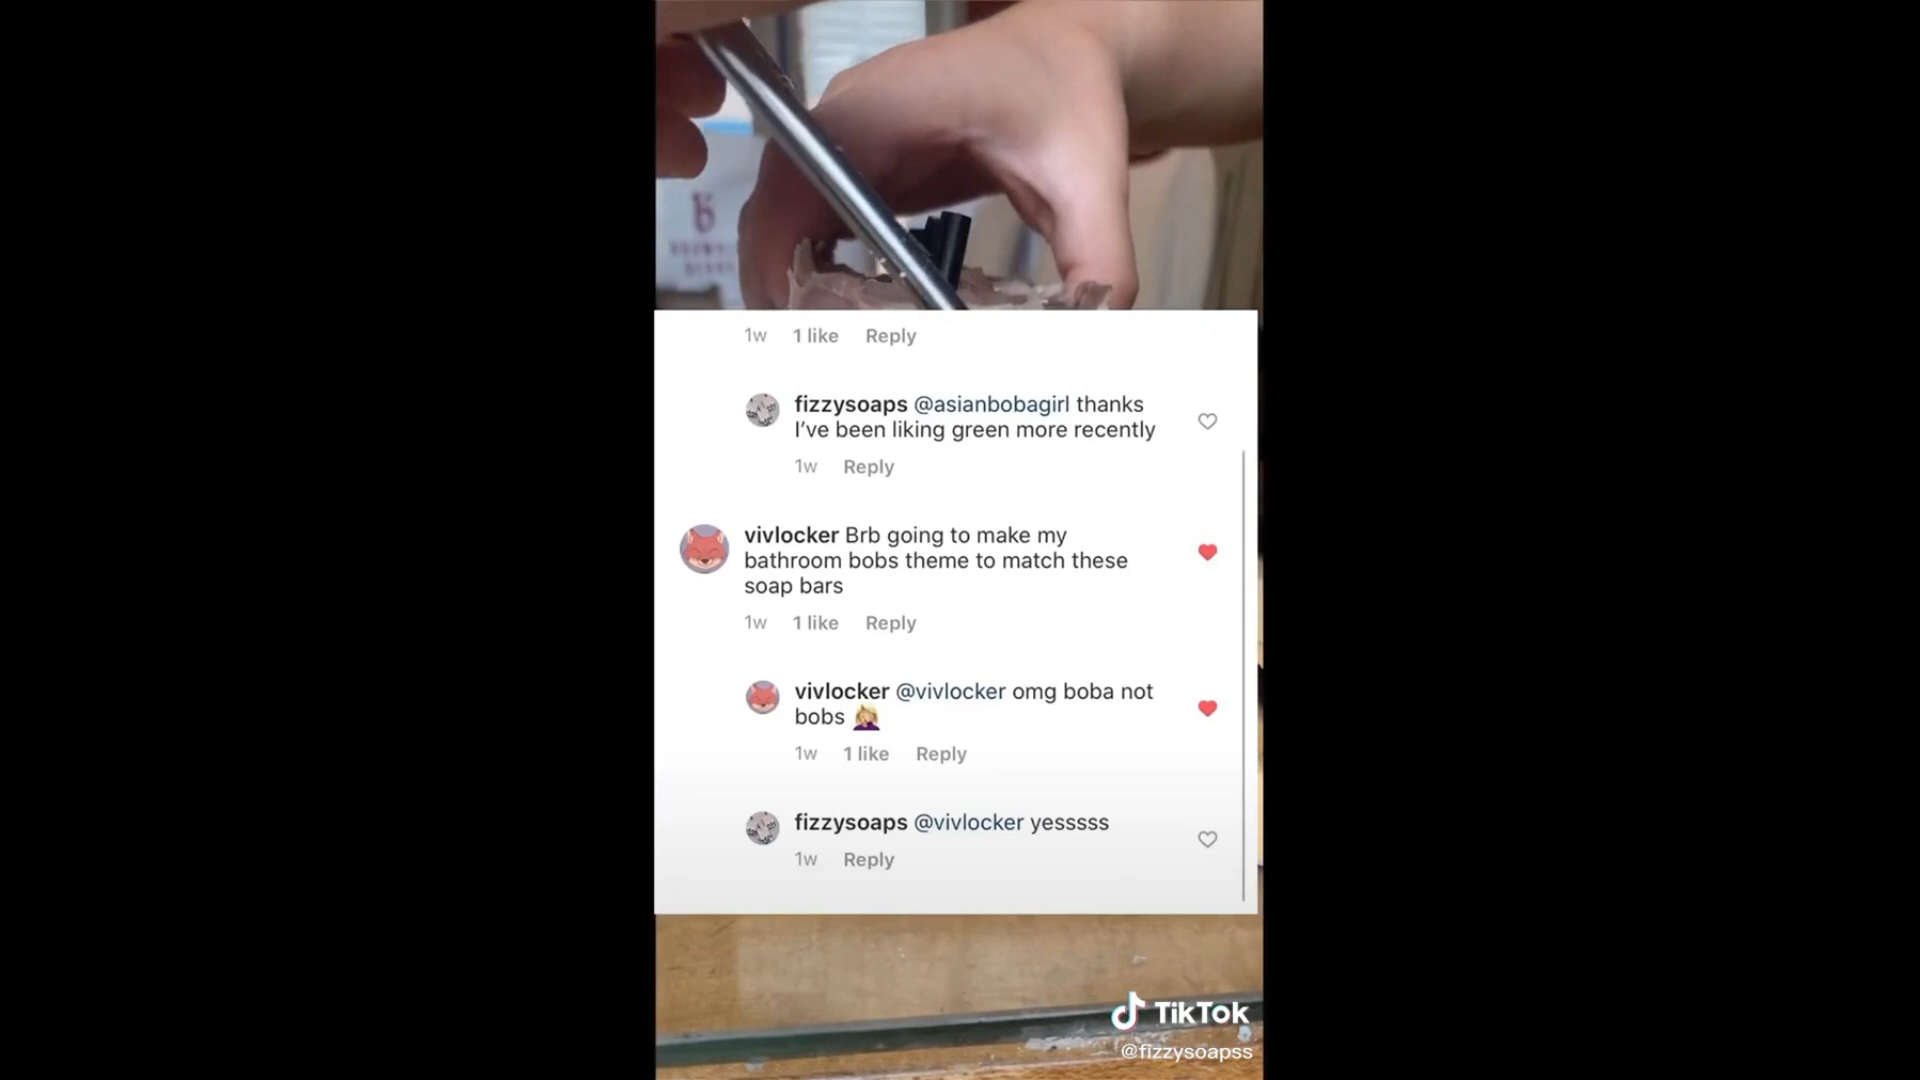 1w 1 like Reply
fizzysoaps @asianbobagirl thanks
I've been liking green more recently
1w Reply
vivlocker Brb going to make my
bathroom bobs theme to match these
soap bars
1w 1 like Reply
vivlocker @vivlocker omg boba not
bobs 🤦🏼‍♀️
1w 1 like Reply
fizzysoaps @vivlocker yesssss
1w Reply
TikTok
@fizzysoapss